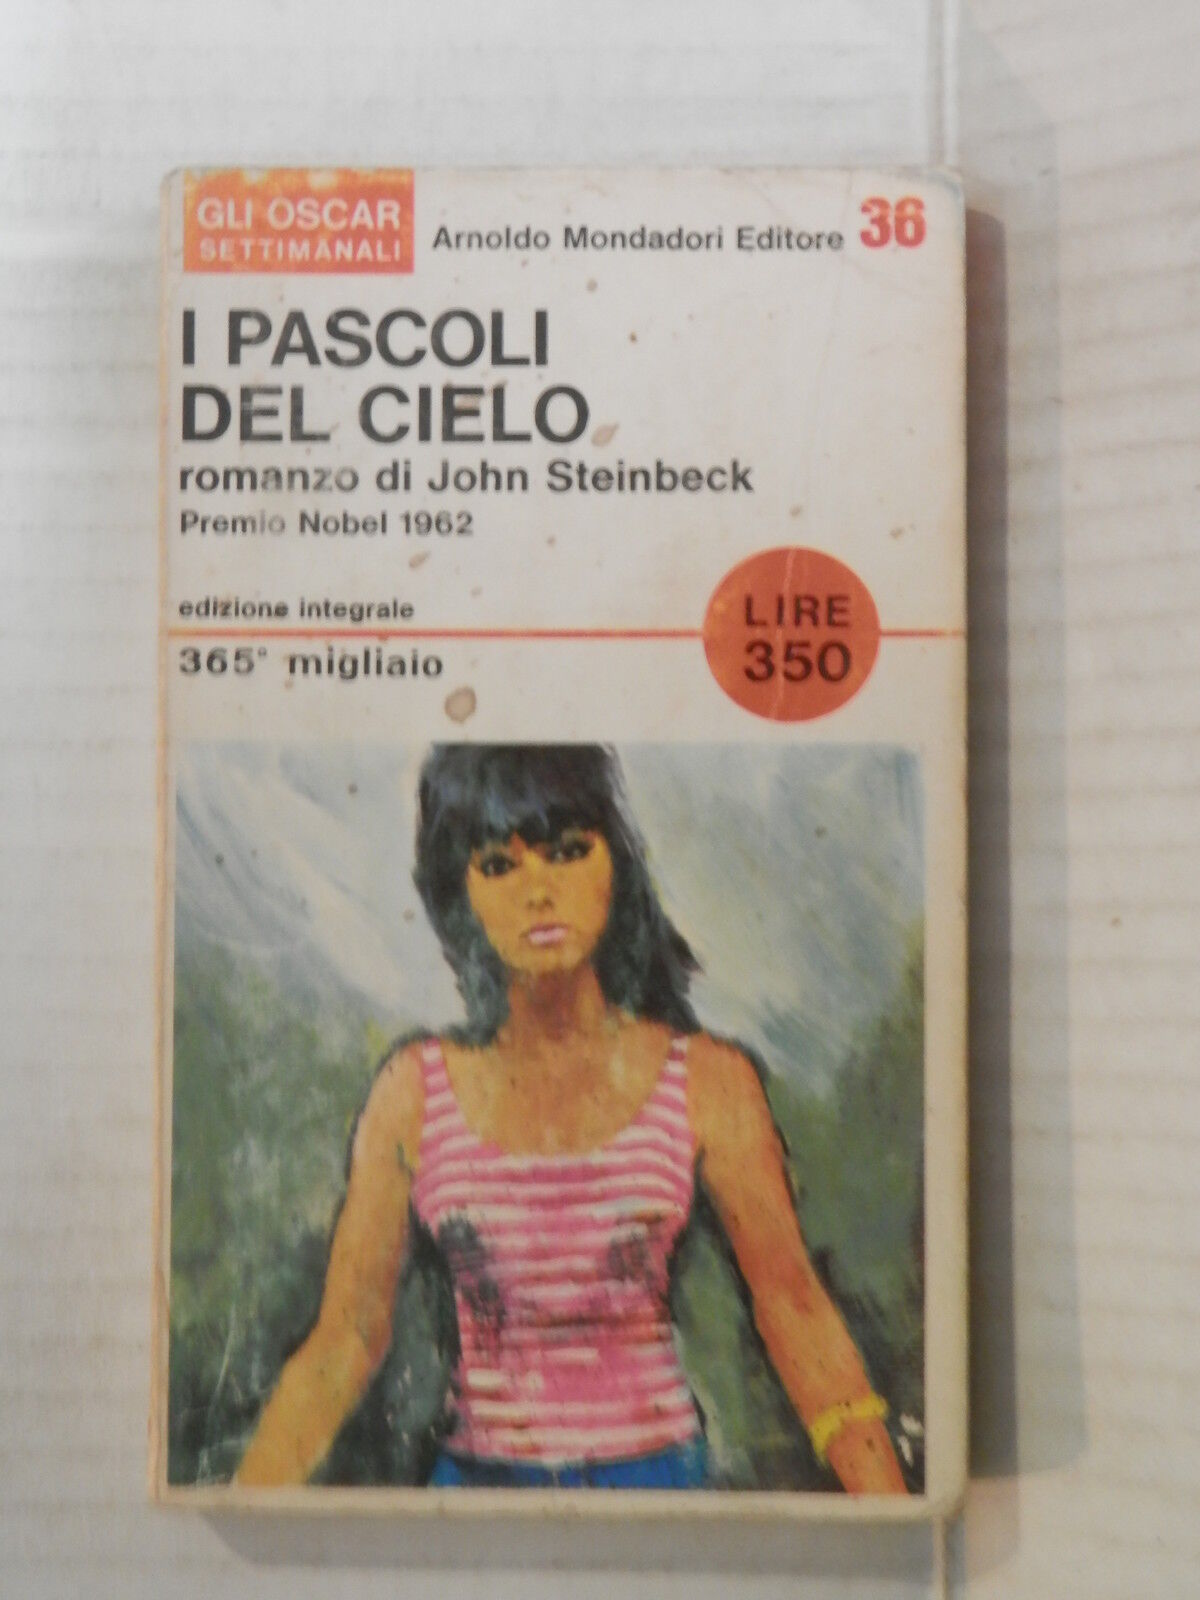 GLI OSCAR
SETTIMANALI
Arnoldo Mondadori Editore 36
I PASCOLI
DEL CIELO
romanzo di John Steinbeck
Premio Nobel 1962
edizione integrale
365° migliaio
LIRE
350